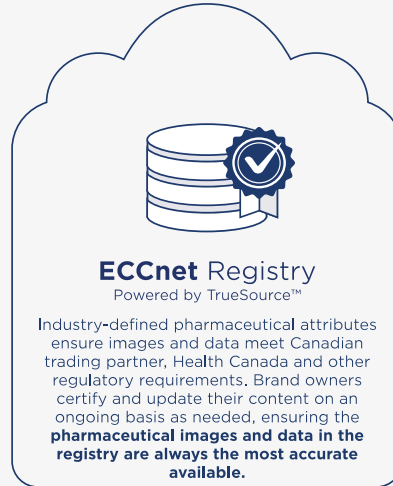 ECCnet Registry
Powered by TrueSource™
Industry-defined pharmaceutical attributes
ensure images and data meet Canadian
trading partner, Health Canada and other
regulatory requirements. Brand owners
certify and update their content on an
ongoing basis as needed, ensuring the
pharmaceutical images and data in the
registry are always the most accurate
available.